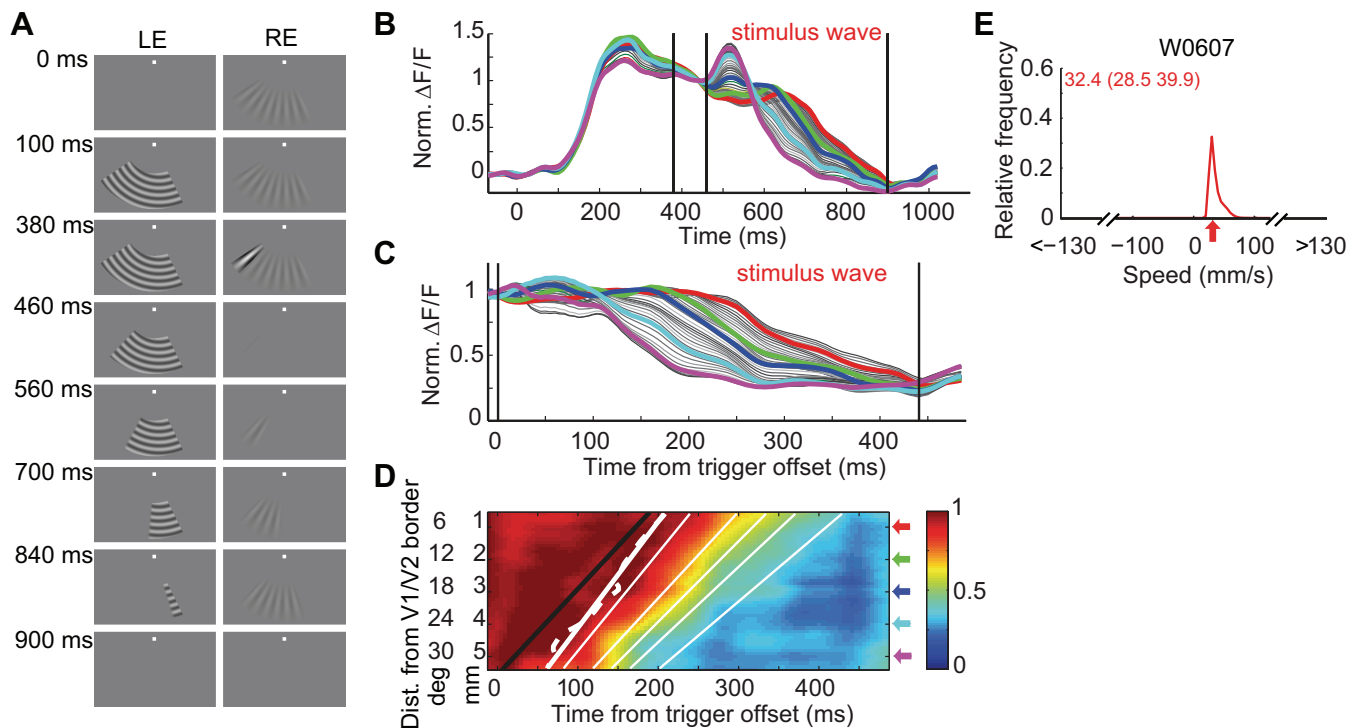 A
LE RE
0 ms
100 ms
380 ms
460 ms
560 ms
700 ms
840 ms
900 ms
B
stimulus wave
Norm. ΔF/F
1.5
1
0.5
0
0 200 400 600 800 1000
Time (ms)
C
stimulus wave
Norm. ΔF/F
1
0.5
0
0 100 200 300 400
Time from trigger offset (ms)
D
Dist. from V1/V2 border
deg mm
6 1
12 2
18 3
24 4
30 5
0 100 200 300 400
Time from trigger offset (ms)
1
0.5
0
E
W0607
32.4 (28.5 39.9)
Relative frequency
0.6
0.4
0.2
0
<−130 −100 0 100 >130
Speed (mm/s)